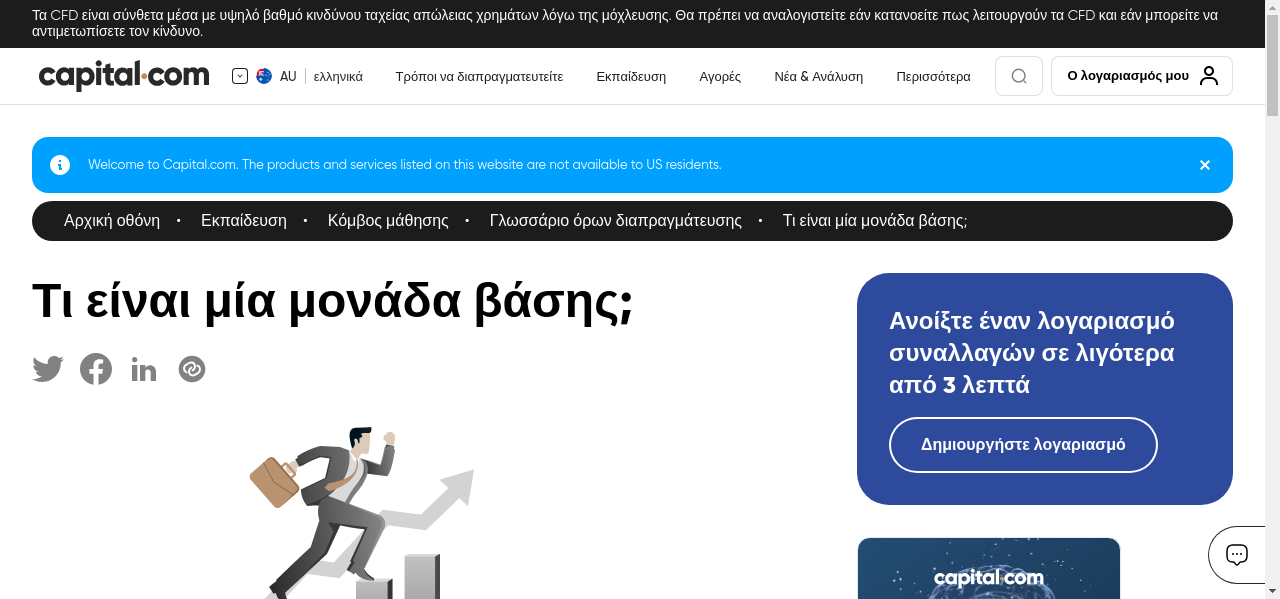 Τα CFD είναι σύνθετα μέσα με υψηλό βαθμό κινδύνου ταχείας απώλειας χρημάτων λόγω της μόχλευσης. Θα πρέπει να αναλογιστείτε εάν κατανοείτε πως λειτουργούν τα CFD και εάν μπορείτε να
αντιμετωπίσετε τον κίνδυνο.
capital.com
AU
ελληνικά
Τρόποι να διαπραγματευτείτε
Εκπαίδευση
Αγορές
Νέα & Ανάλυση
Περισσότερα
Ο λογαριασμός μου
Welcome to Capital.com. The products and services listed on this website are not available to US residents.
Αρχική οθόνη • Εκπαίδευση • Κόμβος μάθησης • Γλωσσάριο όρων διαπραγμάτευσης • Τι είναι μία μονάδα βάσης;
Τι είναι μία μονάδα βάσης;
Ανοίξτε έναν λογαριασμό
συναλλαγών σε λιγότερα
από 3 λεπτά
Δημιουργήστε λογαριασμό
capital.com